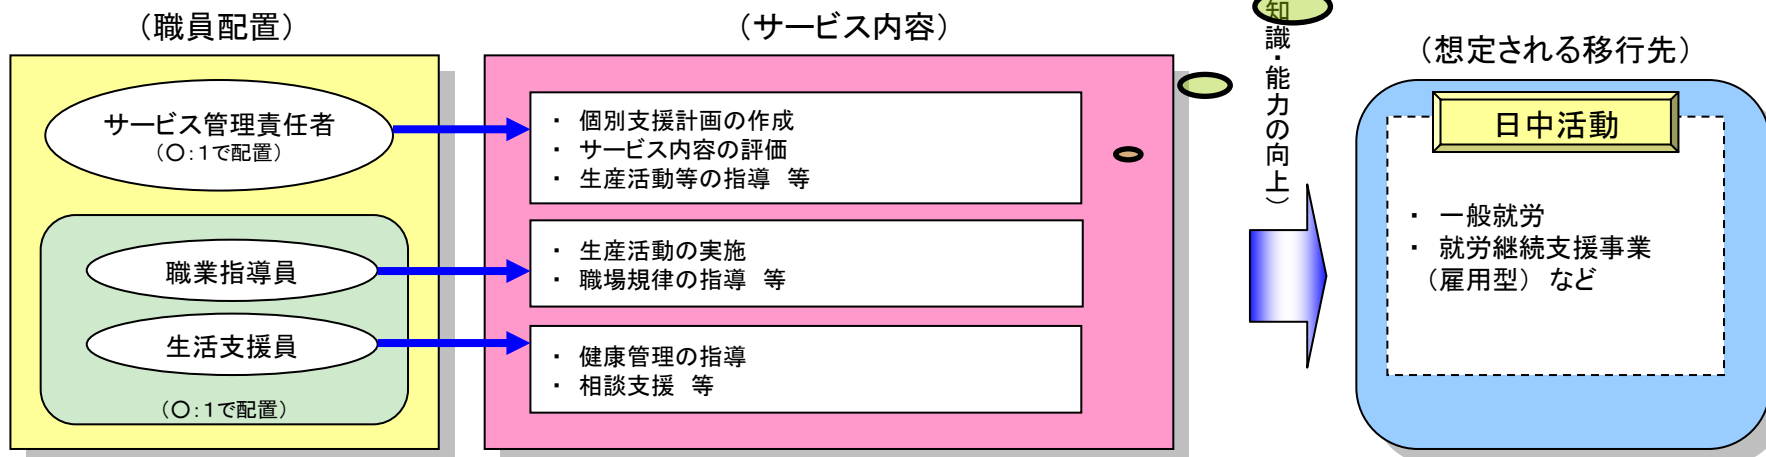 （職員配置）
サービス管理責任者
（○：１で配置）
職業指導員
生活支援員
（○：１で配置）
（サービス内容）
・ 個別支援計画の作成
・ サービス内容の評価
・ 生産活動等の指導 等
・ 生産活動の実施
・ 職場規律の指導 等
・ 健康管理の指導
・ 相談支援 等
知識・能力の向上）
（想定される移行先）
日中活動
・ 一般就労
・ 就労継続支援事業
（雇用型） など